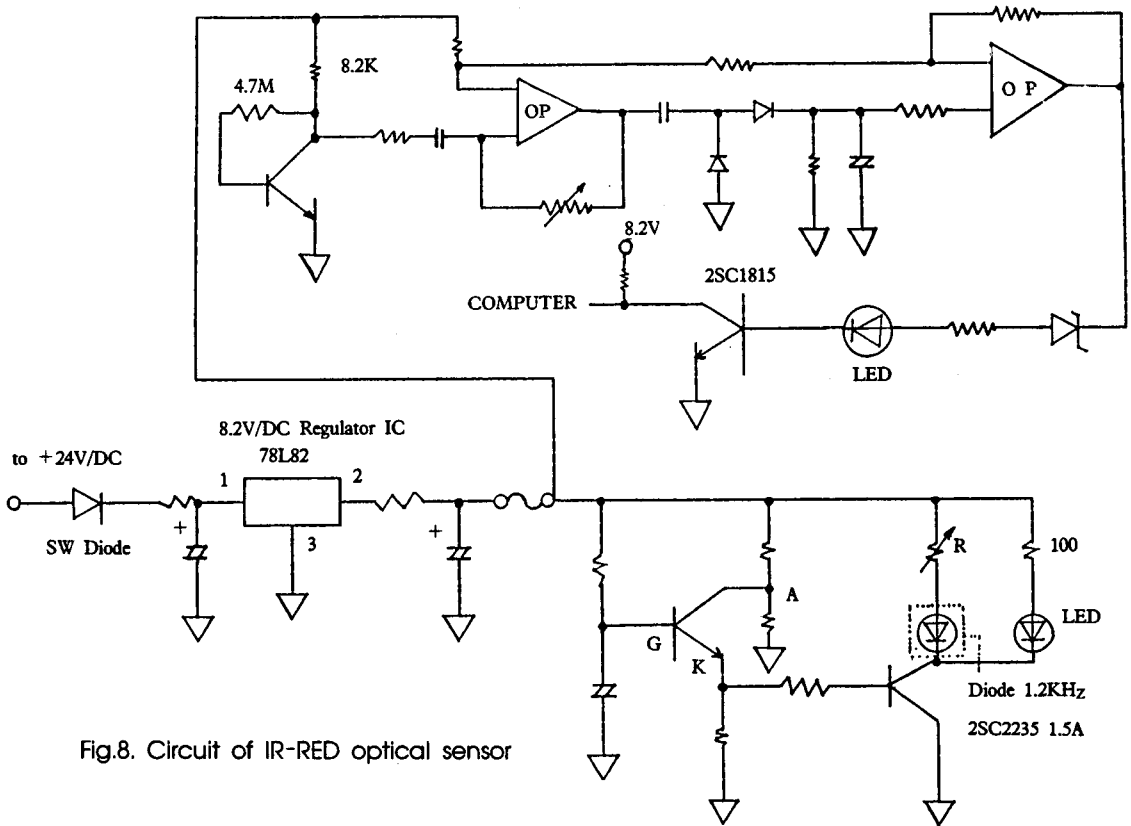 8.2K
4.7M
OP
O P
8.2V
2SC1815
COMPUTER
LED
8.2V/DC Regulator IC
78L82
to +24V/DC
1
2
3
+
+
SW Diode
R
100
A
LED
G
K
Diode 1.2KHz
2SC2235 1.5A
Fig.8. Circuit of IR-RED optical sensor